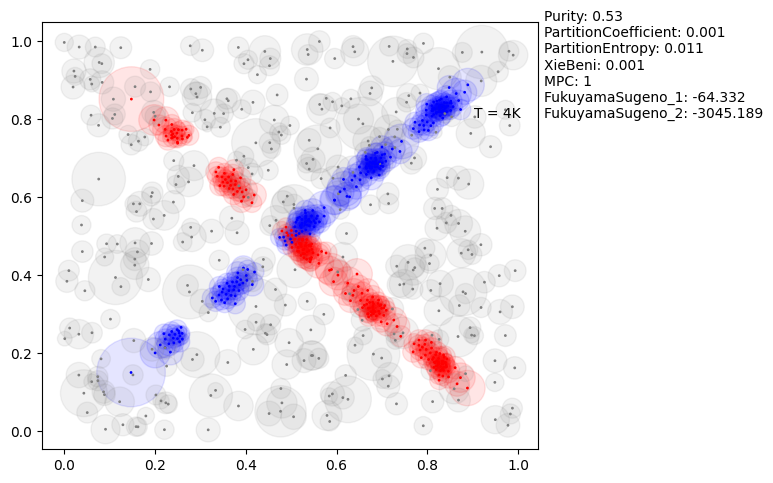 Purity: 0.53
PartitionCoefficient: 0.001
PartitionEntropy: 0.011
XieBeni: 0.001
MPC: 1
FukuyamaSugeno_1: -64.332
FukuyamaSugeno_2: -3045.189
T = 4K
1.0
0.8
0.6
0.4
0.2
0.0
0.0 0.2 0.4 0.6 0.8 1.0